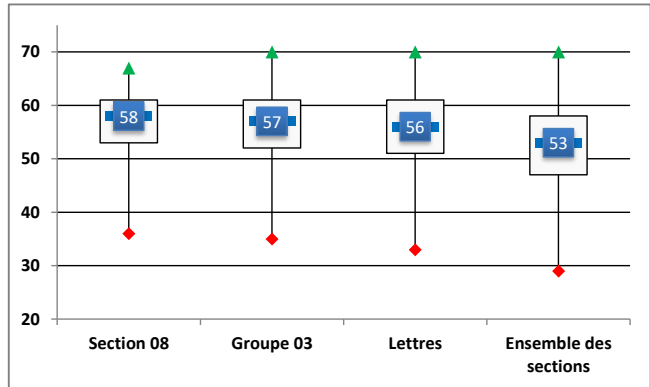 70
60
50
40
30
20
58
57
56
53
Section 08
Groupe 03
Lettres
Ensemble des
sections